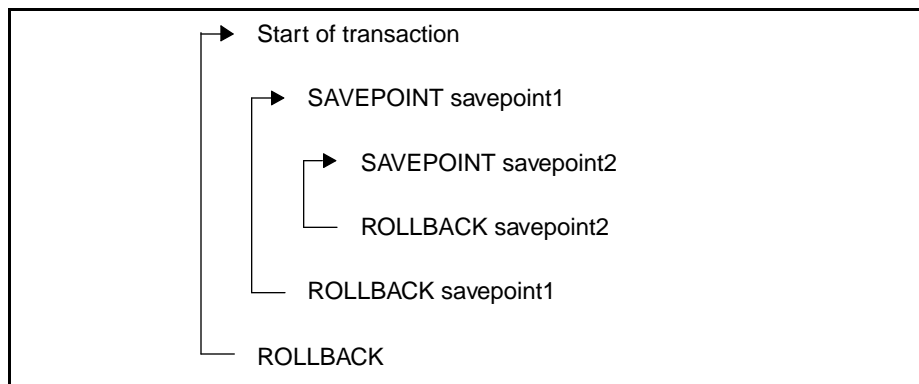 Start of transaction
SAVEPOINT savepoint1
SAVEPOINT savepoint2
ROLLBACK savepoint2
ROLLBACK savepoint1
ROLLBACK